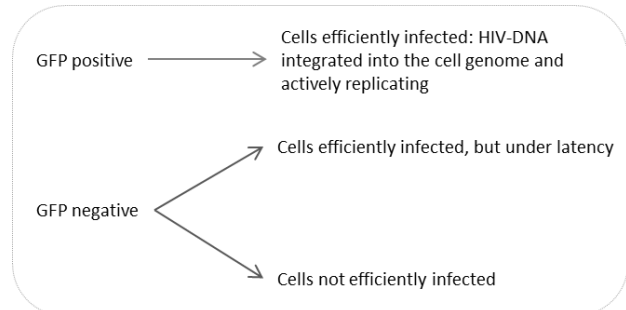 Cells efficiently infected: HIV-DNA
GFP positive
integrated into the cell genome and
actively replicating
Cells efficiently infected, but under latency
GFP negative
Cells not efficiently infected